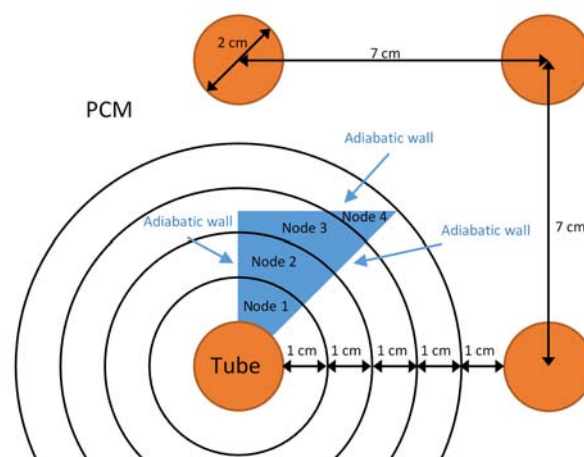 2 cm
7 cm
PCM
Adiabatic wall
Adiabatic wall
Node 3
Node 4
Adiabatic wall
7 cm
Node 2
Node 1
1 cm
1 cm
1 cm
1 cm
1 cm
Tube